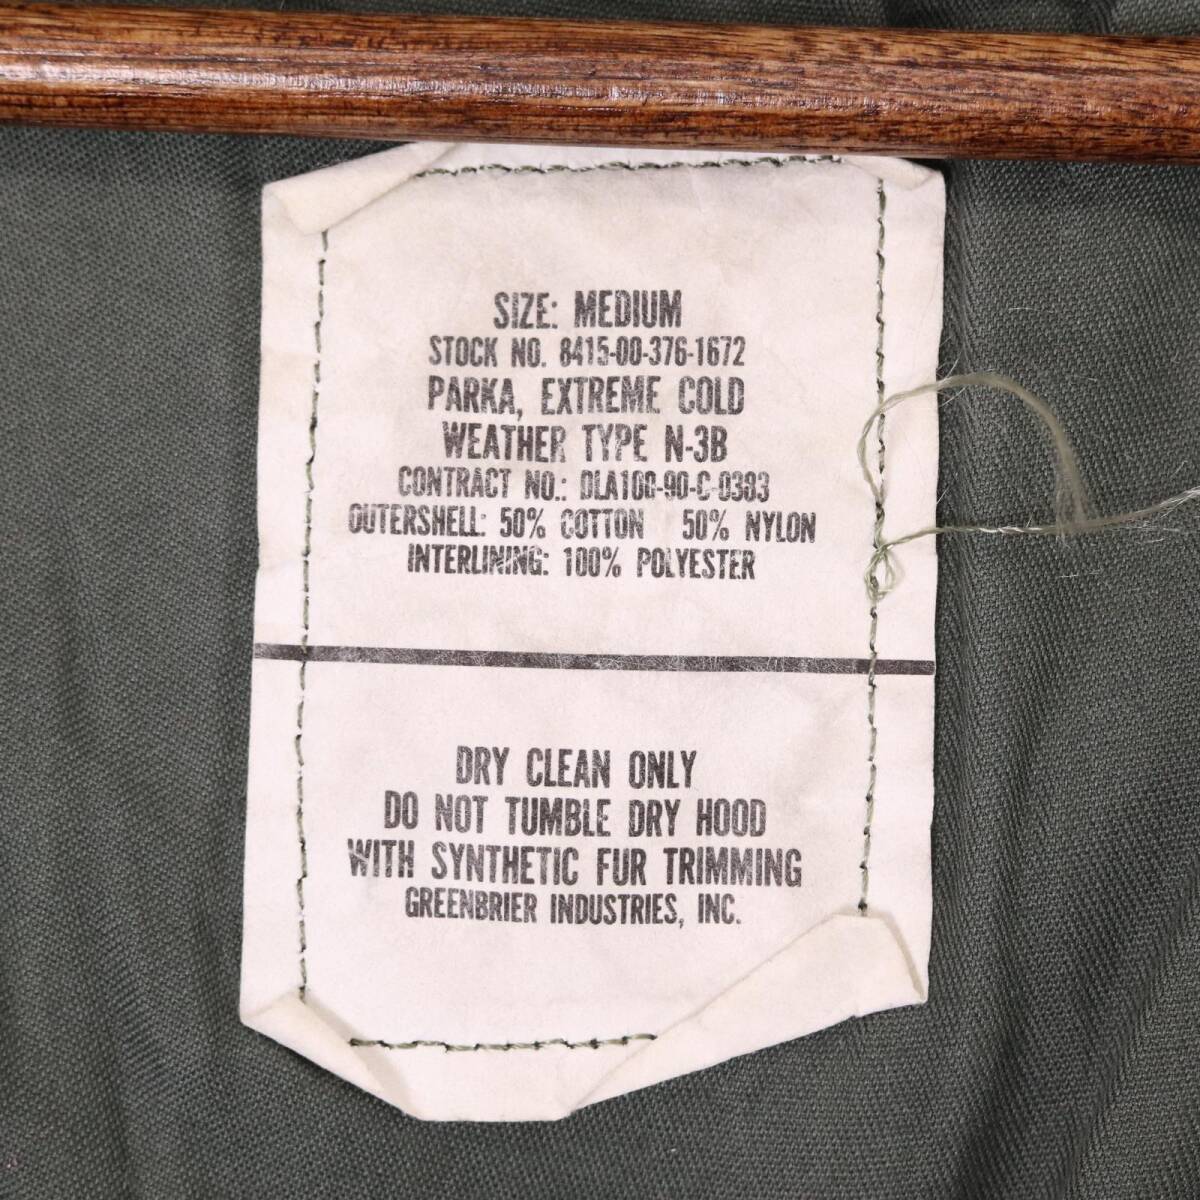 SIZE: MEDIUM
STOCK NO. 8415-00-376-1672
PARKA, EXTREME COLD
WEATHER TYPE N-3B
CONTRACT NO.: DLA100-90-C-0383
OUTERSHELL: 50% COTTON 50% NYLON
INTERLINING: 100% POLYESTER
DRY CLEAN ONLY
DO NOT TUMBLE DRY HOOD
WITH SYNTHETIC FUR TRIMMING
GREENBRIER INDUSTRIES, INC.